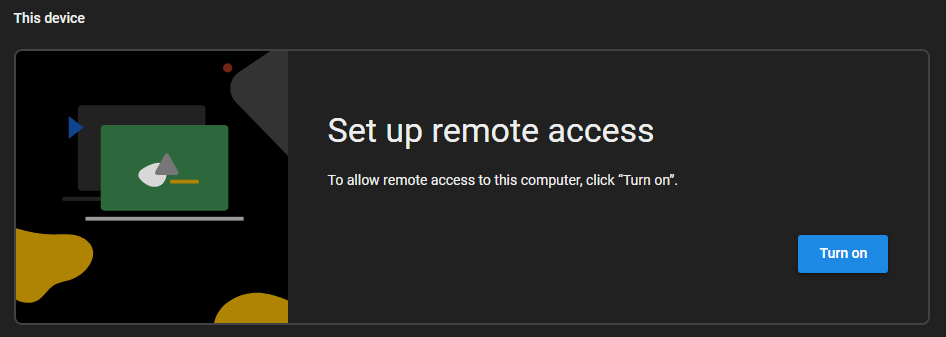 This device
Set up remote access
To allow remote access to this computer, click “Turn on”.
Turn on